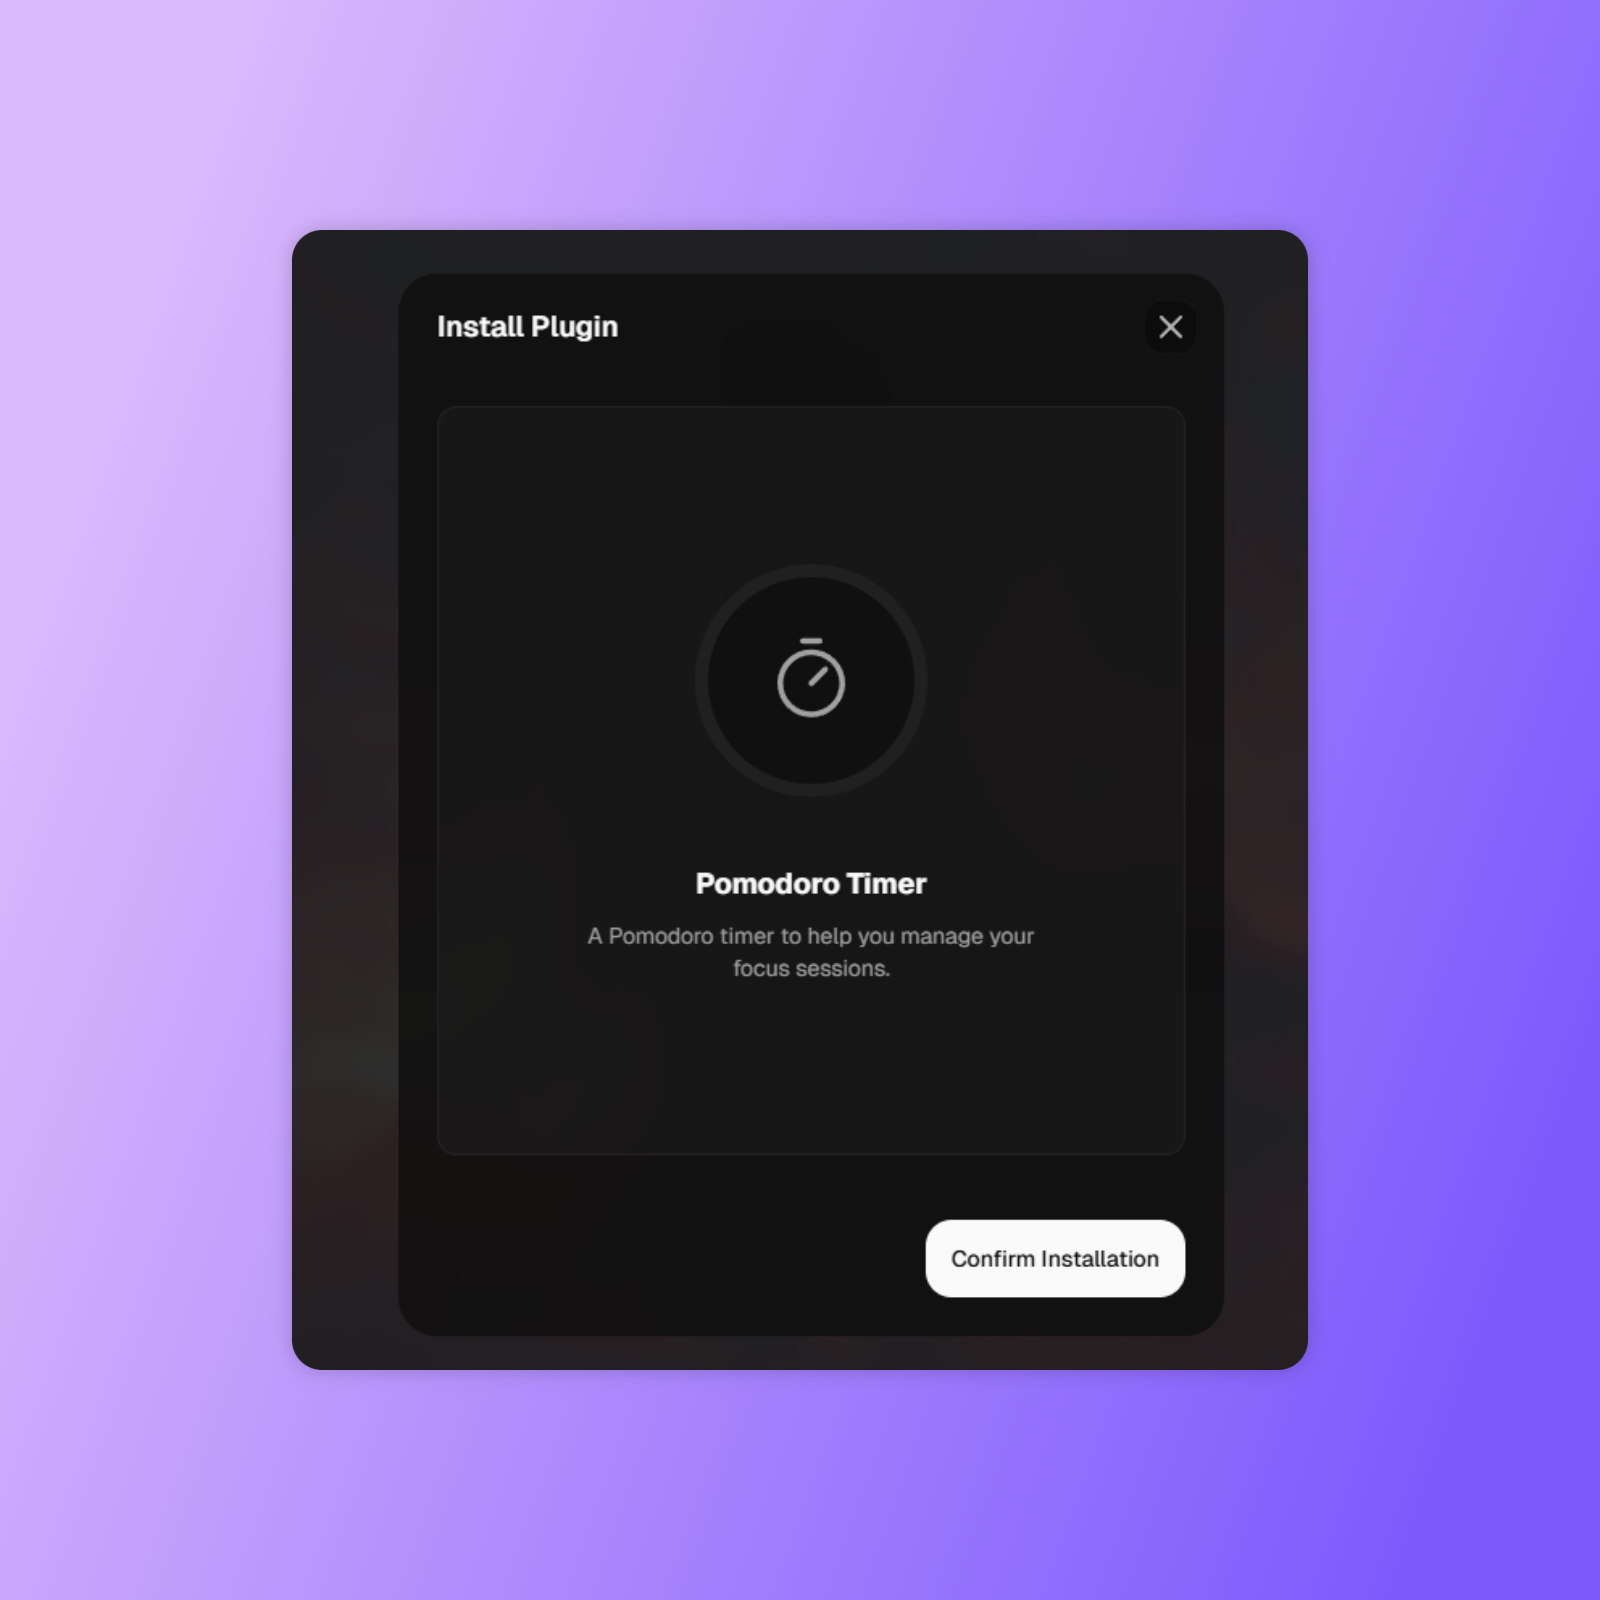 Install Plugin
Pomodoro Timer
A Pomodoro timer to help you manage your
focus sessions.
Confirm Installation